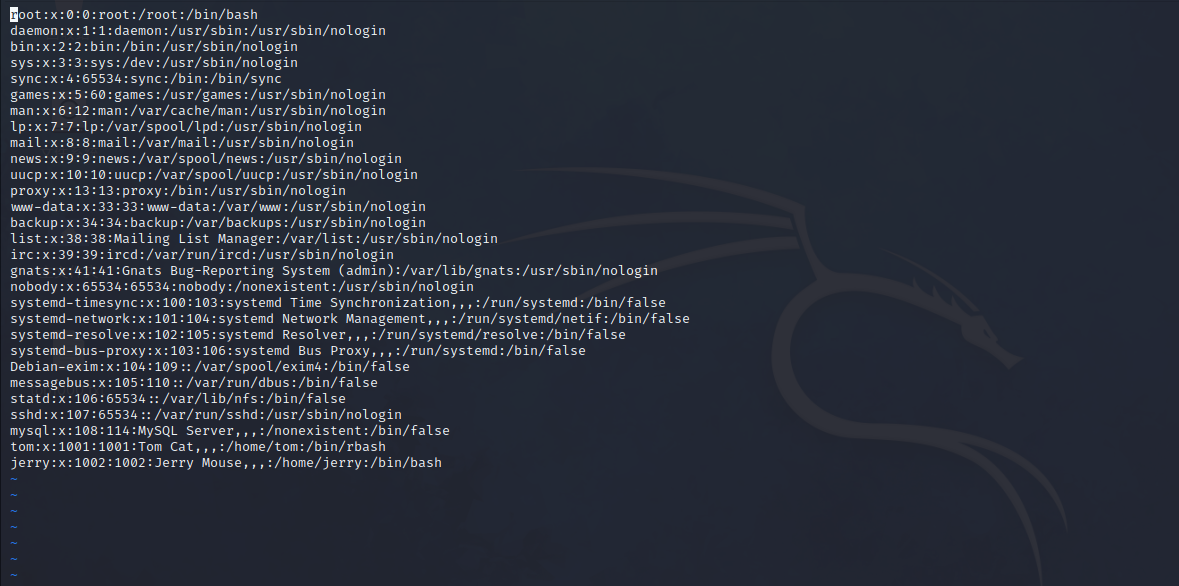 root:x:0:0:root:/root:/bin/bash
daemon:x:1:1:daemon:/usr/sbin:/usr/sbin/nologin
bin:x:2:2:bin:/bin:/usr/sbin/nologin
sys:x:3:3:sys:/dev:/usr/sbin/nologin
sync:x:4:65534:sync:/bin:/bin/sync
games:x:5:60:games:/usr/games:/usr/sbin/nologin
man:x:6:12:man:/var/cache/man:/usr/sbin/nologin
lp:x:7:7:lp:/var/spool/lpd:/usr/sbin/nologin
mail:x:8:8:mail:/var/mail:/usr/sbin/nologin
news:x:9:9:news:/var/spool/news:/usr/sbin/nologin
uucp:x:10:10:uucp:/var/spool/uucp:/usr/sbin/nologin
proxy:x:13:13:proxy:/bin:/usr/sbin/nologin
www-data:x:33:33:www-data:/var/www:/usr/sbin/nologin
backup:x:34:34:backup:/var/backups:/usr/sbin/nologin
list:x:38:38:Mailing List Manager:/var/list:/usr/sbin/nologin
irc:x:39:39:ircd:/var/run/ircd:/usr/sbin/nologin
gnats:x:41:41:Gnats Bug-Reporting System (admin):/var/lib/gnats:/usr/sbin/nologin
nobody:x:65534:65534:nobody:/nonexistent:/usr/sbin/nologin
systemd-timesync:x:100:103:systemd Time Synchronization,,,:/run/systemd:/bin/false
systemd-network:x:101:104:systemd Network Management,,,:/run/systemd/netif:/bin/false
systemd-resolve:x:102:105:systemd Resolver,,,:/run/systemd/resolve:/bin/false
systemd-bus-proxy:x:103:106:systemd Bus Proxy,,,:/run/systemd:/bin/false
Debian-exim:x:104:109::/var/spool/exim4:/bin/false
messagebus:x:105:110::/var/run/dbus:/bin/false
statd:x:106:65534::/var/lib/nfs:/bin/false
sshd:x:107:65534::/var/run/sshd:/usr/sbin/nologin
mysql:x:108:114:MySQL Server,,,:/nonexistent:/bin/false
tom:x:1001:1001:Tom Cat,,,:/home/tom:/bin/rbash
jerry:x:1002:1002:Jerry Mouse,,,:/home/jerry:/bin/bash
~
~
~
~
~
~
~